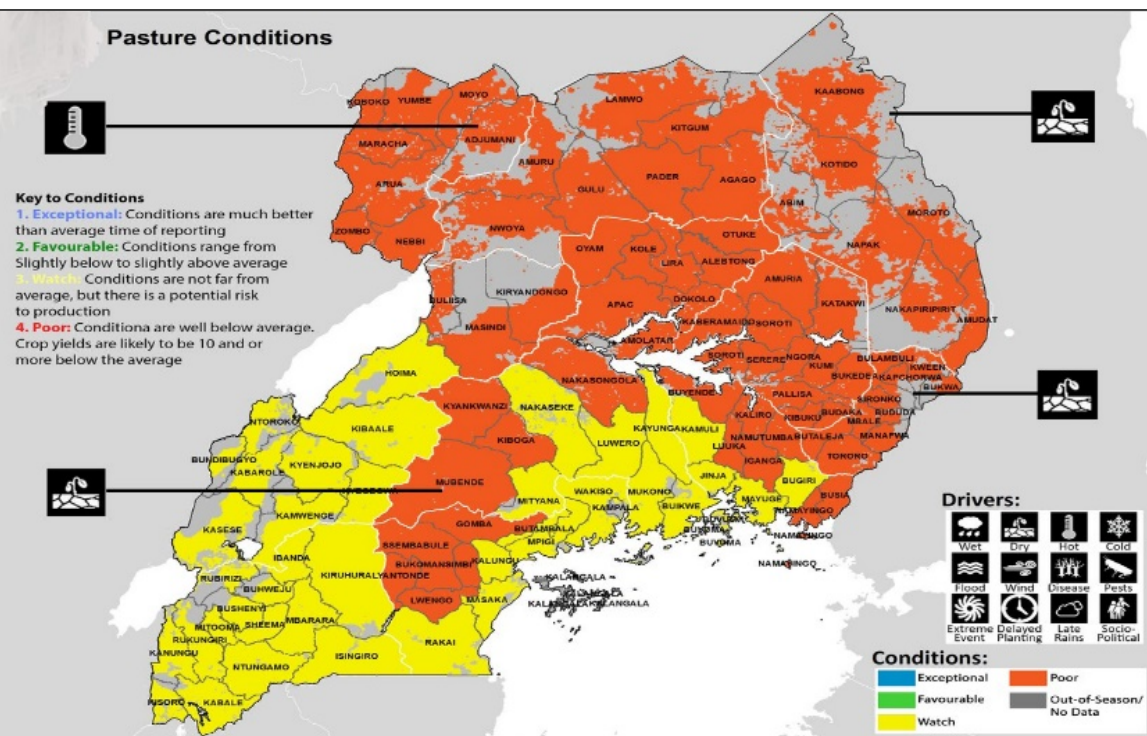 Pasture Conditions
KOBOKO
YUMBE
MOYO
LAMWO
KAABONG
MARACHA
ADJUMANI
KITGUM
AMURU
KOTIDO
ARUA
GULU
PADER
AGAGO
ABIM
MOROTO
ZOMBO
NEBBI
NWOYA
OTUKE
NAPAK
OYAM
KOLE
LIRA
ALEBTONG
AMURIA
KIRYANDONGO
BULIISA
APAC
DOKOLO
KATAKWI
NAKAPIRIPIRIT
AMUDAT
MASINDI
KABERAMAIDO
SOROTI
AMOLATAR
SOROTI
SERERE
NGORA
KUMI
BULAMBULI
KWEEN
BUKEDEA
KAPCHORWA
BUKWA
HOIMA
NAKASONGOLA
BUYENDE
PALLISA
SIRONKO
KYANKWANZI
NAKASEKE
KALIRO
KIBUKU
BUDAKA
BUDUDA
MBALE
NTOROKO
KIBAALE
KIBOGA
LUWERO
KAYUNGA
KAMULI
LUUKA
NAMUTUMBA
BUTALEJA
MANAFWA
BUNDIBUGYO
KABAROLE
KYENJOJO
IGANGA
TORORO
MUBENDE
JINJA
BUGIRI
KASESE
KAMWENGE
MITYANA
WAKISO
MUKONO
MAYUGE
BUSIA
KAMPALA
BUIKWE
NAMAYINGO
GOMBA
BUTAMBALA
MPIGI
BUVUMA
NAMAYINGO
IBANDA
SSEMBABULE
KALUNGU
NAMAYINGO
RUBIRIZI
BUHWEJU
BUKOMANSIMBI
BUSHENYI
LWENGO
MASAKA
KALANGALA
MITOOMA
SHEEMA
MBARARA
RUKUNGIRI
RAKAI
KANUNGU
ISINGIRO
NTUNGAMO
KISORO
KABALE
Key to Conditions
1. Exceptional: Conditions are much better
than average time of reporting
2. Favourable: Conditions range from
Slightly below to slightly above average
3. Watch: Conditions are not far from
average, but there is a potential risk
to production
4. Poor: Conditiona are well below average.
Crop yields are likely to be 10 and or
more below the average
Drivers:
Wet Dry Hot Cold
Flood Wind Disease Pests
Extreme Event Delayed Planting Late Rains Socio-Political
Conditions:
Exceptional
Favourable
Watch
Poor
Out-of-Season/
No Data